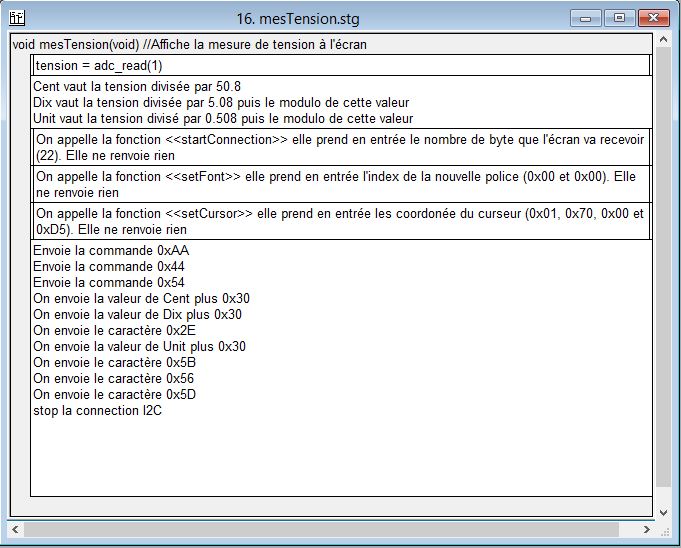 16. mesTension.stg
void mesTension(void) //Affiche la mesure de tension à l'écran
tension = adc_read(1)
Cent vaut la tension divisée par 50.8
Dix vaut la tension divisée par 5.08 puis le modulo de cette valeur
Unit vaut la tension divisé par 0.508 puis le modulo de cette valeur
On appelle la fonction <<startConnection>> elle prend en entrée le nombre de byte que l'écran va recevoir
(22). Elle ne renvoie rien
On appelle la fonction <<setFont>> elle prend en entrée l'index de la nouvelle police (0x00 et 0x00). Elle
ne renvoie rien
On appelle la fonction <<setCursor>> elle prend en entrée les coordonée du curseur (0x01, 0x70, 0x00 et
0xD5). Elle ne renvoie rien
Envoie la commande 0xAA
Envoie la commande 0x44
Envoie la commande 0x54
On envoie la valeur de Cent plus 0x30
On envoie la valeur de Dix plus 0x30
On envoie le caractère 0x2E
On envoie la valeur de Unit plus 0x30
On envoie le caractère 0x5B
On envoie le caractère 0x56
On envoie le caractère 0x5D
stop la connection I2C